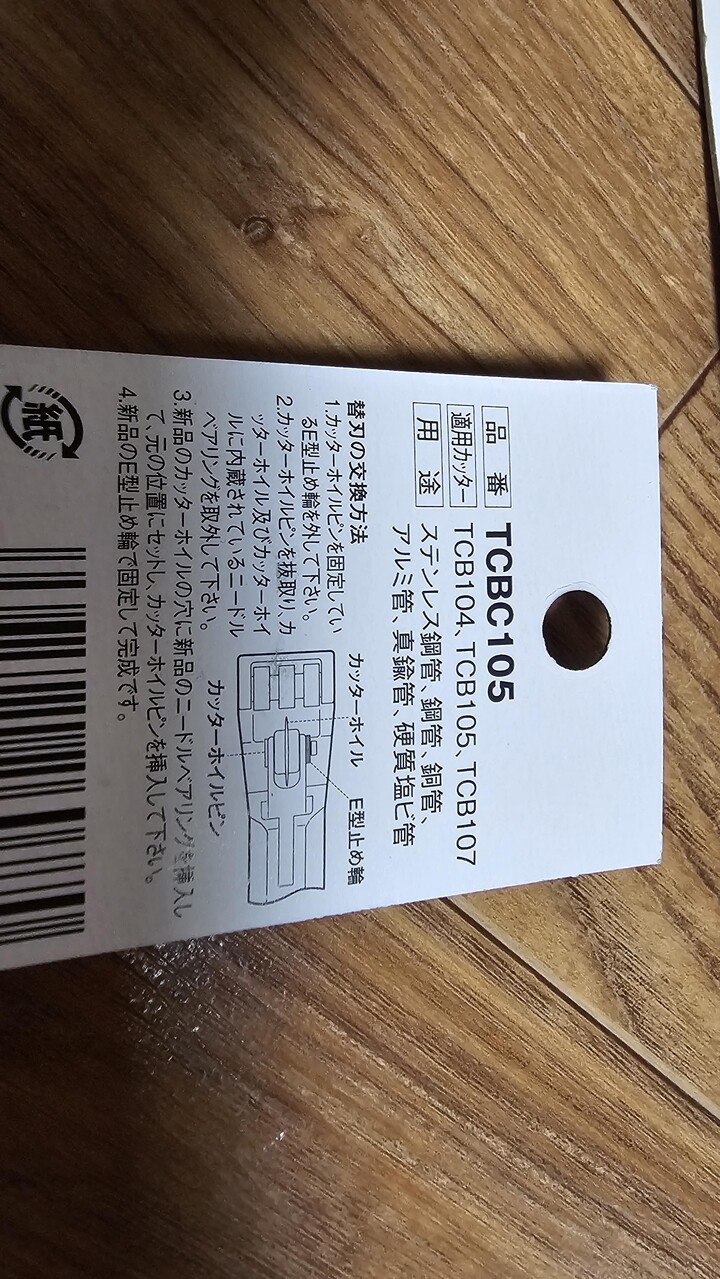 品番 TCBC105
適用カッター TCB104、TCB105、TCB107
用途 ステンレス鋼管、鋼管、銅管、
アルミ管、真鍮管、硬質塩ビ管
替刃の交換方法
1.カッターホイルピンを固定してい
るE型止め輪を外して下さい。
2.カッターホイルピンを抜取り、カ
ッターホイル及びカッターホイ
ルに内蔵されているニードル
ベアリングを取外して下さい。
3.新品のカッターホイルの穴に新品のニードルベアリングを挿入し
て、元の位置にセットし、カッターホイルピンを挿入して下さい。
4.新品のE型止め輪で固定して完成です。
カッターホイル
E型止め輪
カッターホイルピン
紙